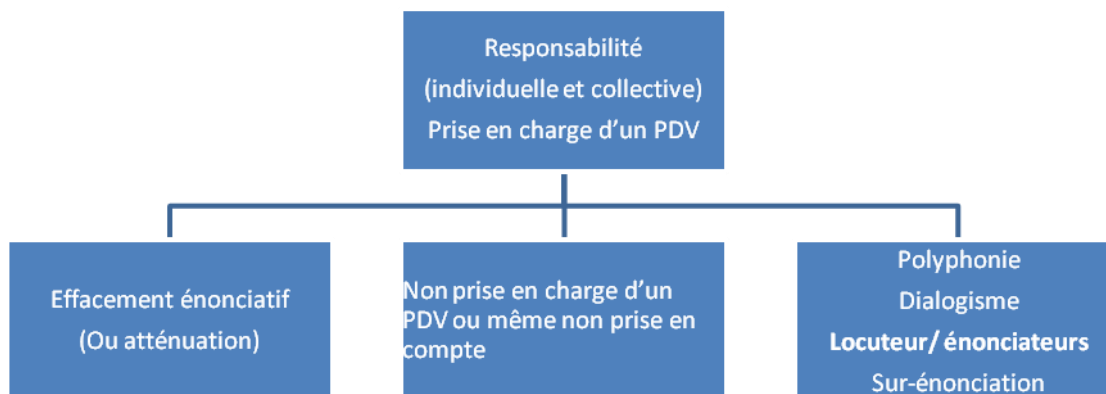 Responsabilité
(individuelle et collective)
Prise en charge d’un PDV
Effacement énonciatif
(Ou atténuation)
Non prise en charge d’un
PDV ou même non prise en
compte
Polyphonie
Dialogisme
Locuteur/ énonciateurs
Sur-énonciation